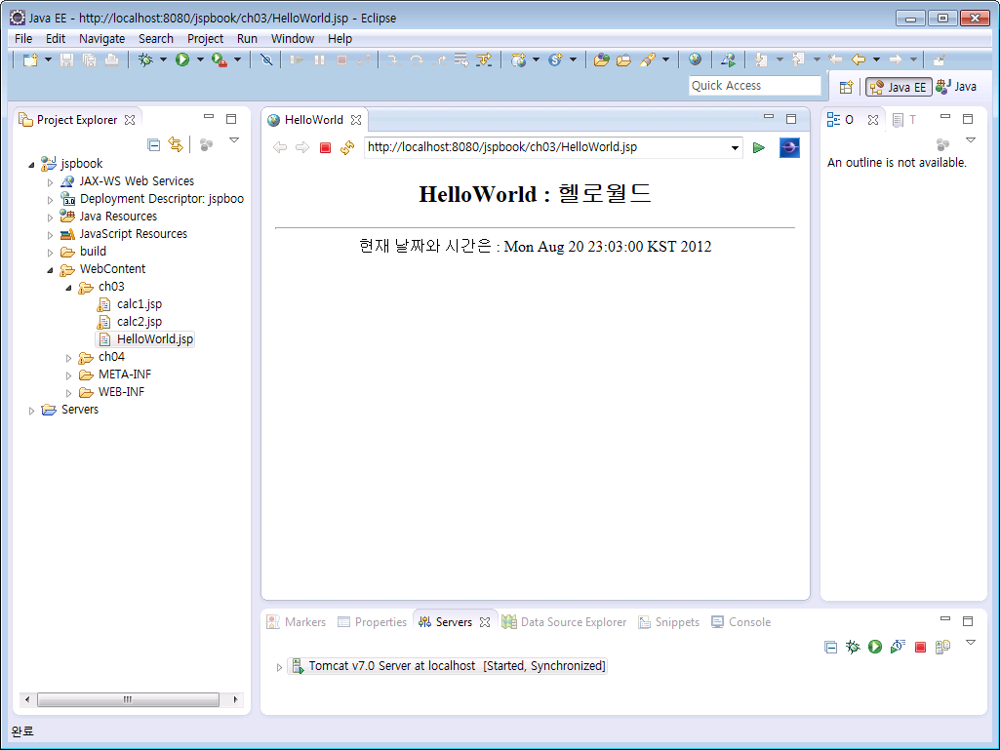 Java EE - http://localhost:8080/jspbook/ch03/HelloWorld.jsp - Eclipse
File Edit Navigate Search Project Run Window Help
Quick Access
Java EE
Java
Project Explorer
jspbook
JAX-WS Web Services
3.0
Deployment Descriptor: jspboo
Java Resources
JavaScript Resources
build
WebContent
ch03
calc1.jsp
calc2.jsp
HelloWorld.jsp
ch04
META-INF
WEB-INF
Servers
HelloWorld
http://localhost:8080/jspbook/ch03/HelloWorld.jsp
HelloWorld : 헬로월드
현재 날짜와 시간은 : Mon Aug 20 23:03:00 KST 2012
O
T
An outline is not available.
Markers Properties Servers Data Source Explorer Snippets Console
Tomcat v7.0 Server at localhost [Started, Synchronized]
완료